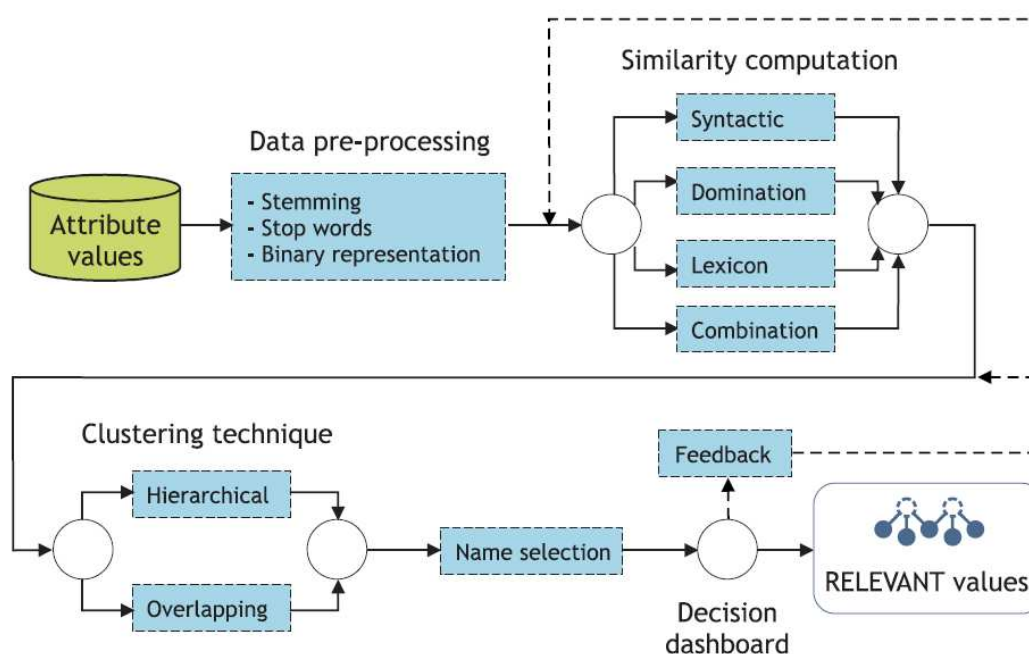 Similarity computation
Syntactic
Data pre-processing
Domination
- Stemming
- Stop words
- Binary representation
Attribute
values
Lexicon
Combination
Clustering technique
Feedback
Hierarchical
Name selection
RELEVANT values
Overlapping
Decision
dashboard